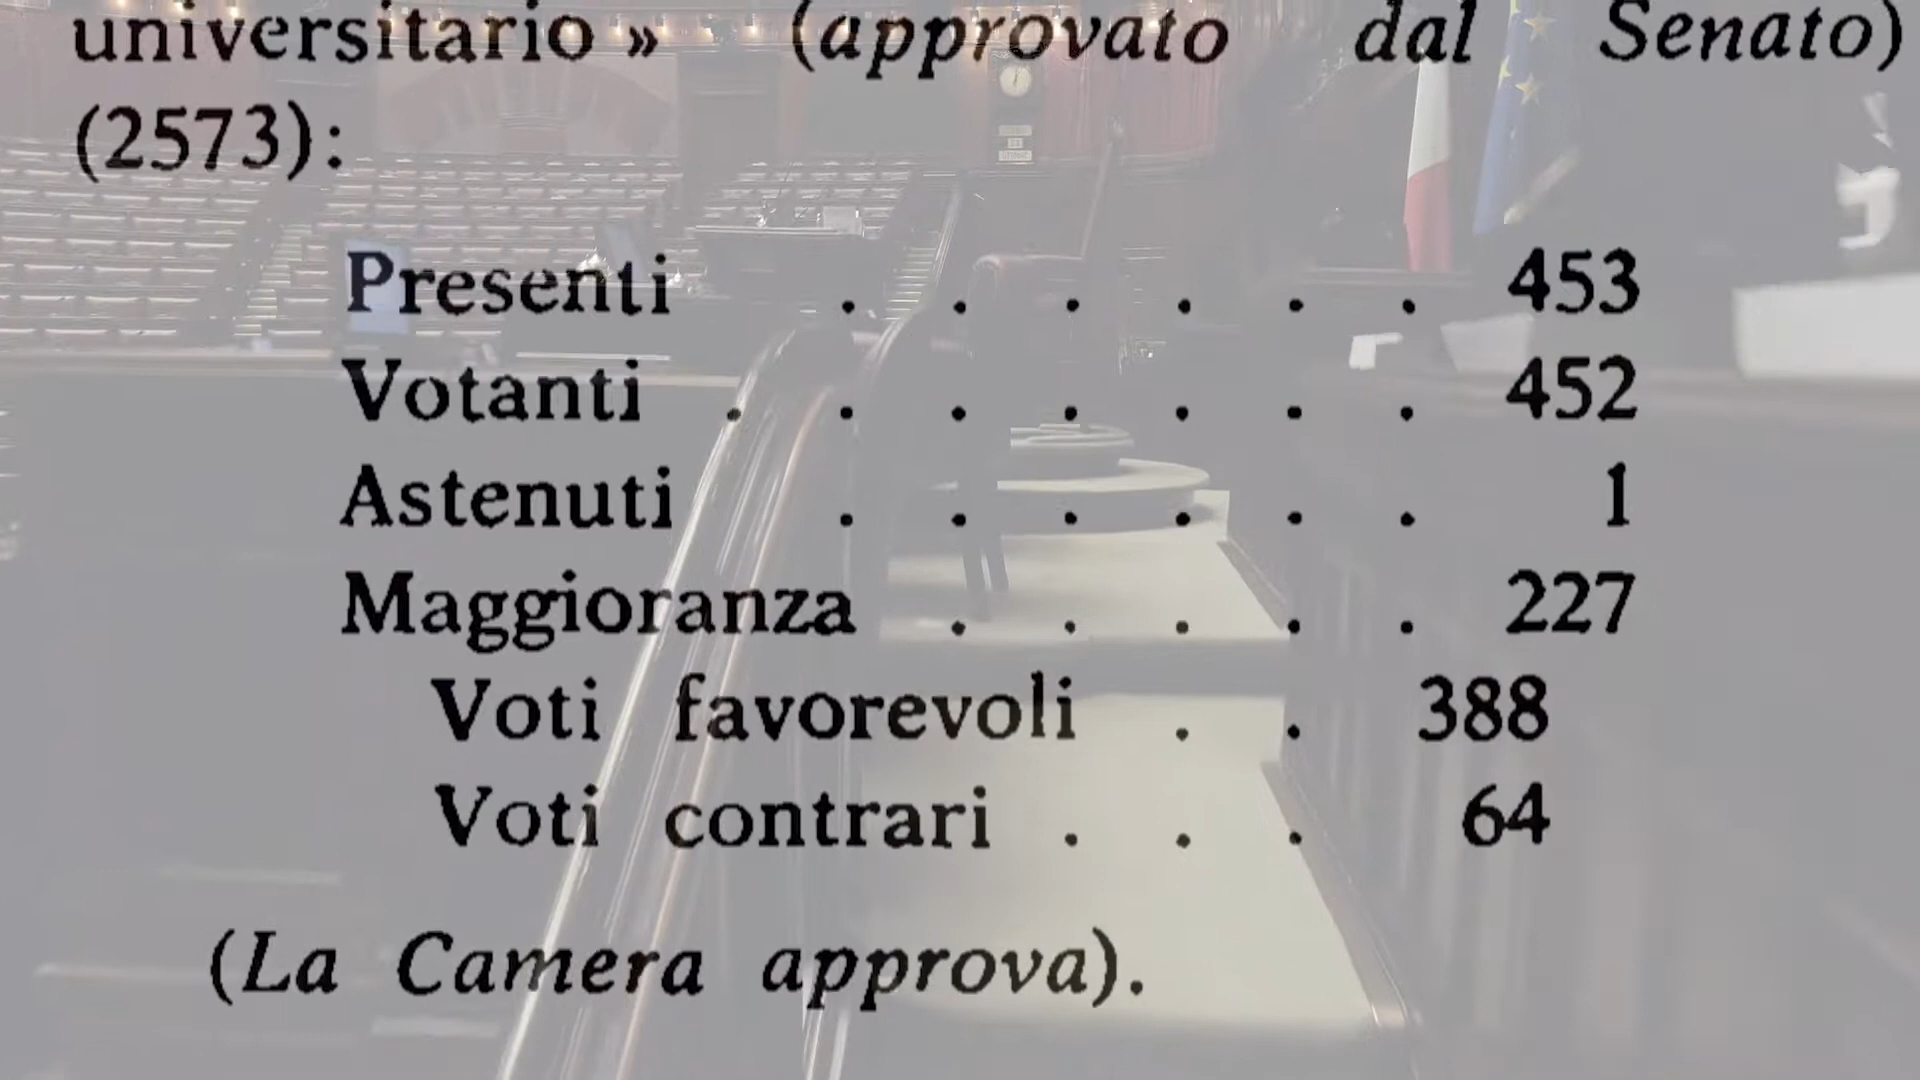 universitario » (approvato dal Senato)
(2573):
Presenti . . . . . . 453
Votanti . . . . . . . 452
Astenuti . . . . . . 1
Maggioranza . . . . . 227
Voti favorevoli . . 388
Voti contrari . . . 64
(La Camera approva).